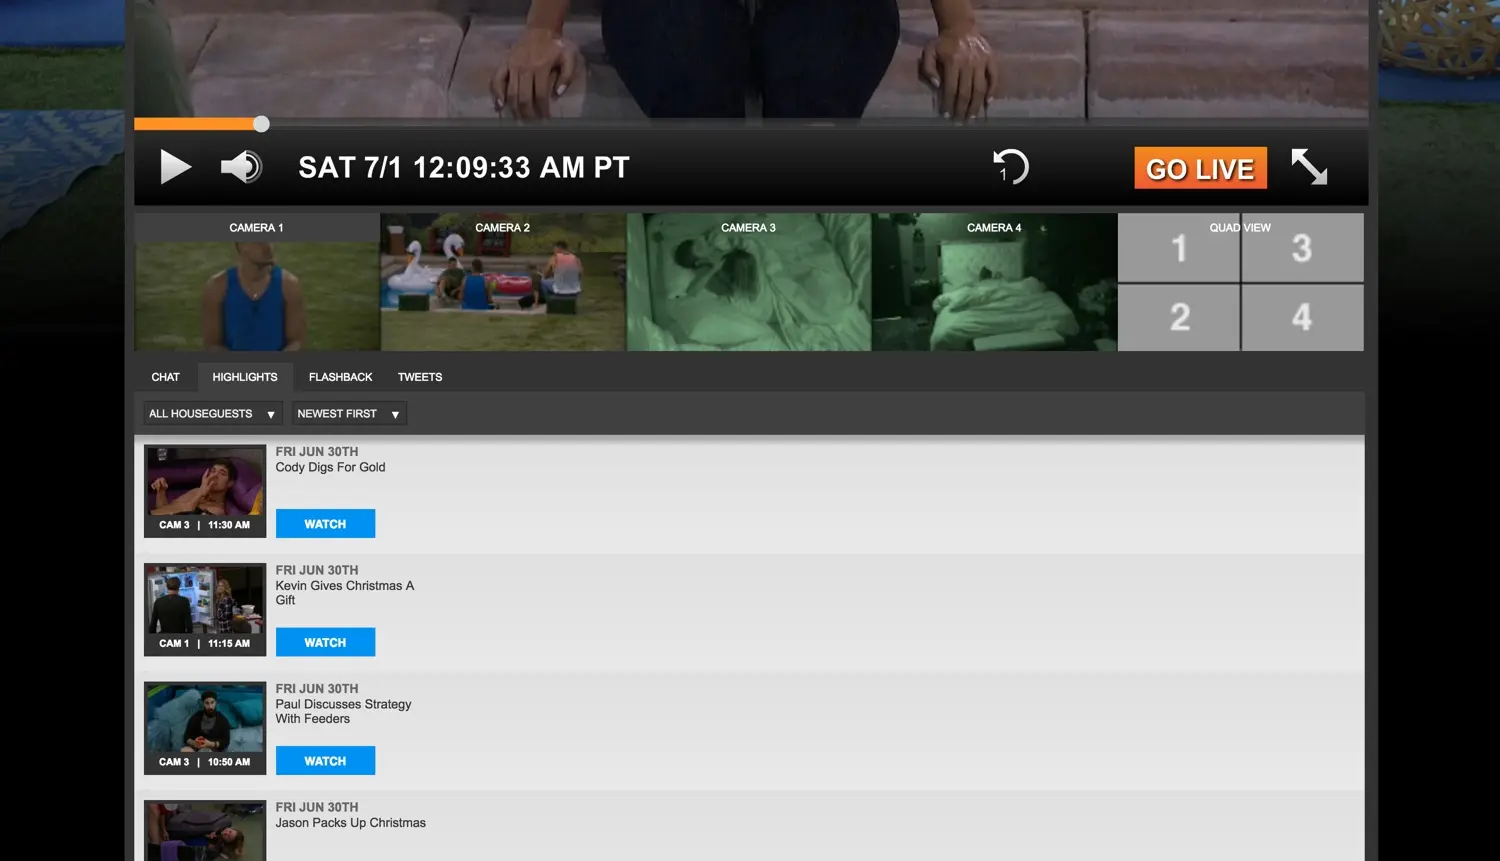 SAT 7/1 12:09:33 AM PT
1
GO LIVE
CAMERA 1
CAMERA 2
CAMERA 3
CAMERA 4
QUAD VIEW
1
3
2
4
CHAT
HIGHLIGHTS
FLASHBACK
TWEETS
ALL HOUSEGUESTS
NEWEST FIRST
FRI JUN 30TH
Cody Digs For Gold
CAM 3 | 11:30 AM
WATCH
FRI JUN 30TH
Kevin Gives Christmas A
Gift
CAM 1 | 11:15 AM
WATCH
FRI JUN 30TH
Paul Discusses Strategy
With Feeders
CAM 3 | 10:50 AM
WATCH
FRI JUN 30TH
Jason Packs Up Christmas